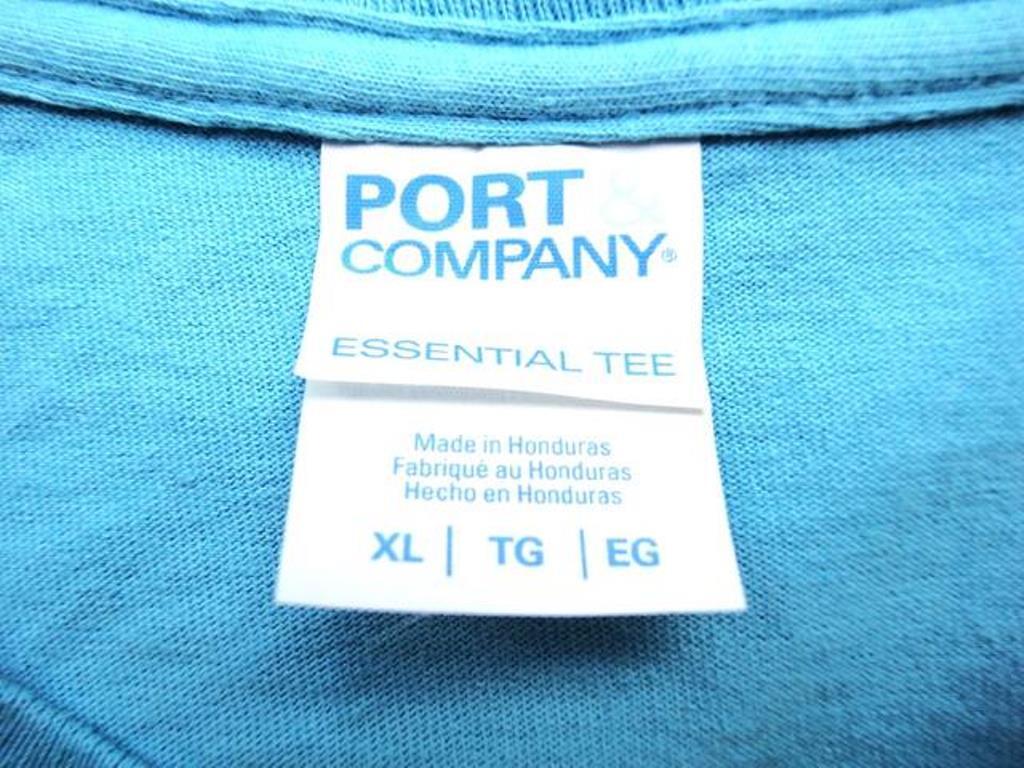 PORT &
COMPANY®
ESSENTIAL TEE
Made in Honduras
Fabriqué au Honduras
Hecho en Honduras
XL | TG | EG